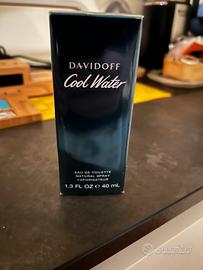 DAVIDOFF
Cool Water
EAU DE TOILETTE
NATURAL SPRAY
VAPORISATEUR
1.3 FL OZ ℮ 40 mL